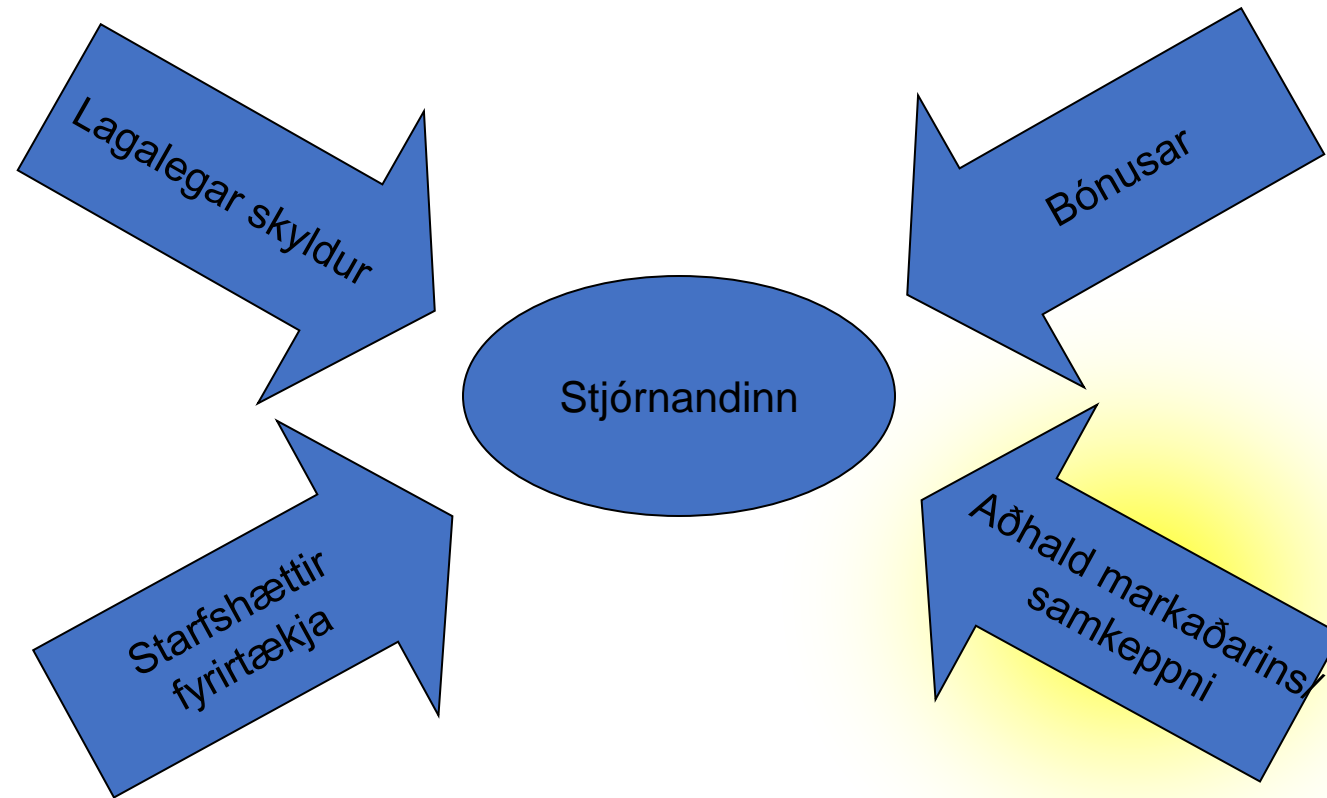 Lagalegar skyldur
Bónusar
Stjórnandinn
Starfshættir
fyrirtækja
Aðhald markaðarins/
samkeppni